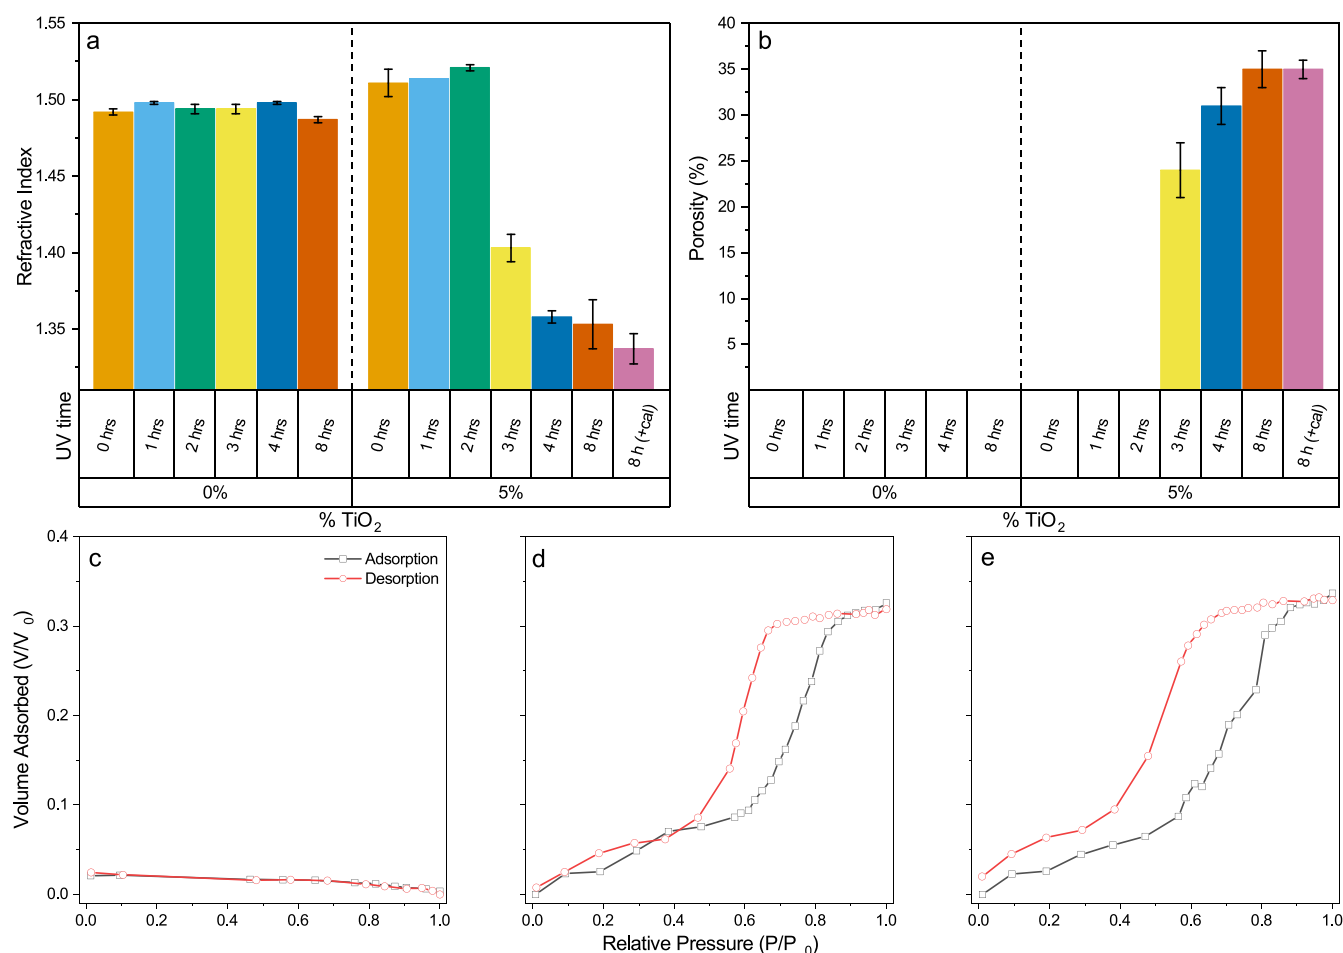 a
1.55
1.50
1.45
1.40
1.35
Refractive Index
UV time
0 hrs
1 hrs
2 hrs
3 hrs
4 hrs
8 hrs
0 hrs
1 hrs
2 hrs
3 hrs
4 hrs
8 hrs
8 h (+cal)
0%
5%
% TiO2
b
40
35
30
25
20
15
10
5
Porosity (%)
UV time
0 hrs
1 hrs
2 hrs
3 hrs
4 hrs
8 hrs
0 hrs
1 hrs
2 hrs
3 hrs
4 hrs
8 hrs
8 h (+cal)
0%
5%
% TiO2
c
Adsorption
Desorption
0.4
0.3
0.2
0.1
0.0
Volume Adsorbed (V/V 0)
0.0 0.2 0.4 0.6 0.8 1.0
d
0.0 0.2 0.4 0.6 0.8 1.0
Relative Pressure (P/P 0)
e
0.0 0.2 0.4 0.6 0.8 1.0